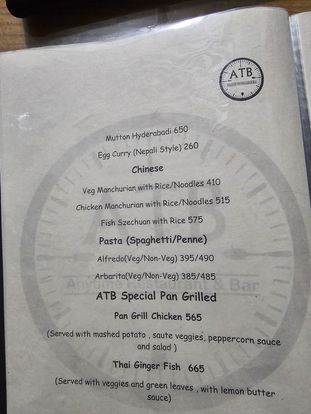 ATB
Mutton Hyderabadi 650
Egg Curry (Nepali Style) 260
Chinese
Veg Manchurian with Rice/Noodles 410
Chicken Manchurian with Rice/Noodles 515
Fish Szechuan with Rice 575
Pasta (Spaghetti/Penne)
Alfredo(Veg/Non-Veg) 395/490
Arbarita(Veg/Non-Veg) 385/485
Anytime Restaurant & Bar
ATB Special Pan Grilled
Pan Grill Chicken 565
(Served with mashed potato , saute veggies, peppercorn sauce
and salad )
Thai Ginger Fish 665
(Served with veggies and green leaves , with lemon butter
sauce)